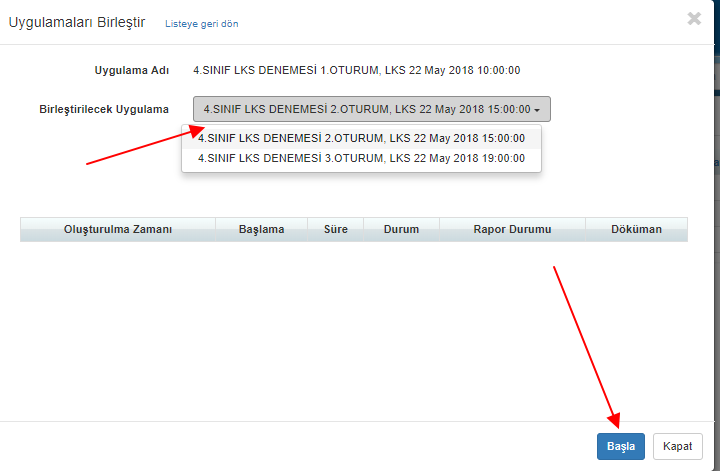 Uygulamaları Birleştir Listeye geri dön
Uygulama Adı 4.SINIF LKS DENEMESİ 1.OTURUM, LKS 22 May 2018 10:00:00
Birleştirilecek Uygulama 4.SINIF LKS DENEMESİ 2.OTURUM, LKS 22 May 2018 15:00:00
4.SINIF LKS DENEMESİ 2.OTURUM, LKS 22 May 2018 15:00:00
4.SINIF LKS DENEMESİ 3.OTURUM, LKS 22 May 2018 19:00:00
Oluşturulma Zamanı Başlama Süre Durum Rapor Durumu Döküman
Başla Kapat